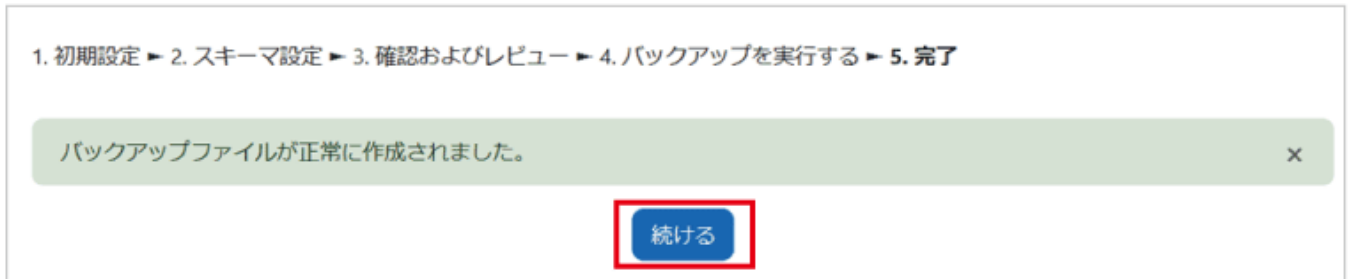 1. 初期設定 ► 2. スキーマ設定 ► 3. 確認およびレビュー ► 4. バックアップを実行する ► 5. 完了
バックアップファイルが正常に作成されました。 ×
続ける